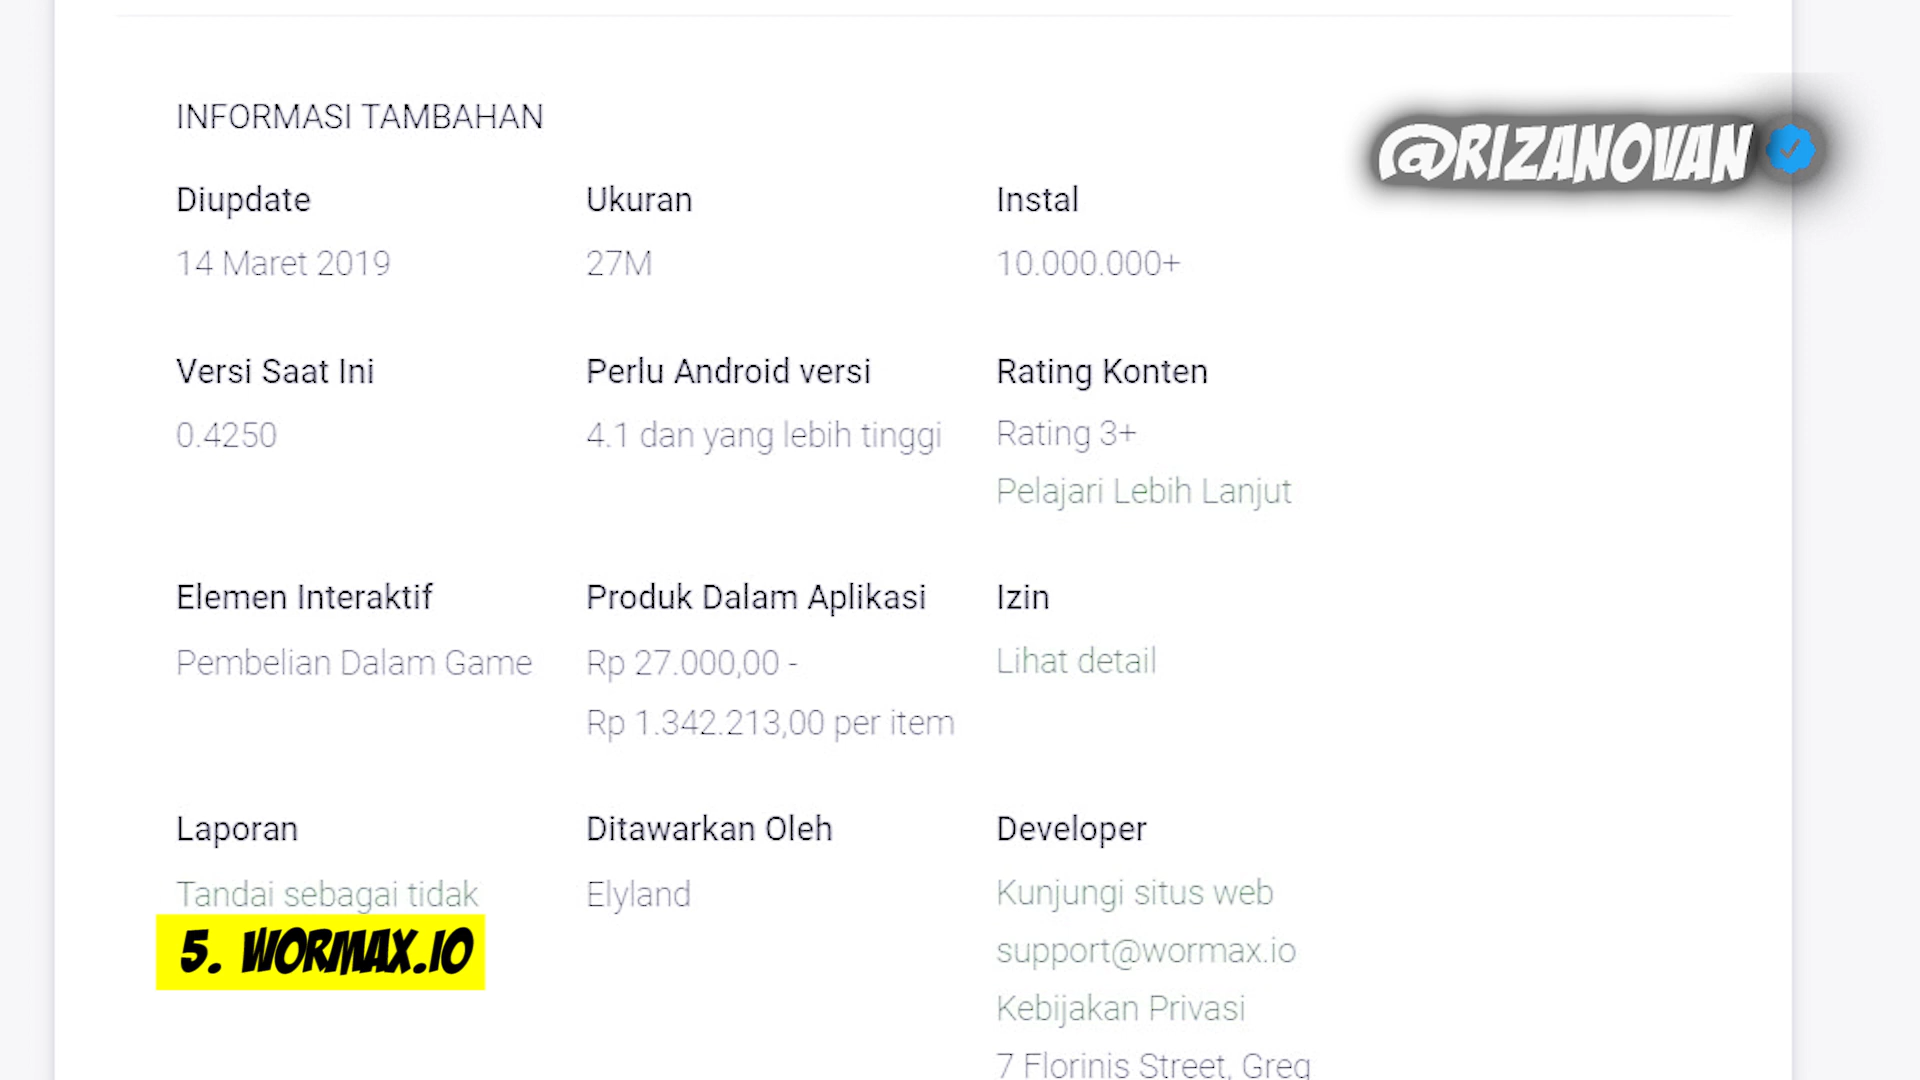 INFORMASI TAMBAHAN
@RIZANOVAN
Diupdate
14 Maret 2019
Ukuran
27M
Instal
10.000.000+
Versi Saat Ini
0.4250
Perlu Android versi
4.1 dan yang lebih tinggi
Rating Konten
Rating 3+
Pelajari Lebih Lanjut
Elemen Interaktif
Pembelian Dalam Game
Produk Dalam Aplikasi
Rp 27.000,00 -
Rp 1.342.213,00 per item
Izin
Lihat detail
Laporan
Tandai sebagai tidak
Ditawarkan Oleh
Elyland
Developer
Kunjungi situs web
support@wormax.io
Kebijakan Privasi
7 Florinis Street, Greg
5. WORMAX.IO